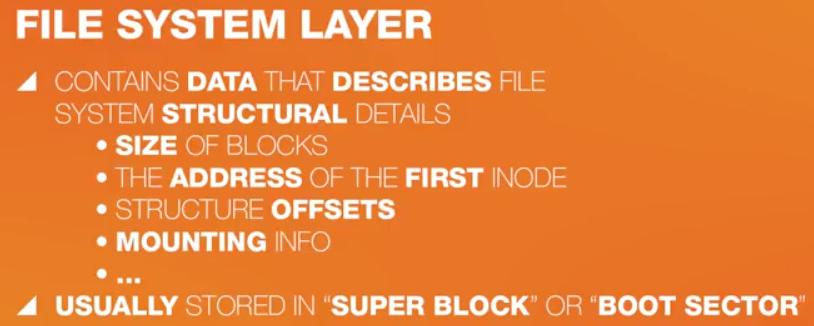 FILE SYSTEM LAYER
CONTAINS DATA THAT DESCRIBES FILE
SYSTEM STRUCTURAL DETAILS
• SIZE OF BLOCKS
• THE ADDRESS OF THE FIRST INODE
• STRUCTURE OFFSETS
• MOUNTING INFO
• ...
USUALLY STORED IN “SUPER BLOCK” OR “BOOT SECTOR”